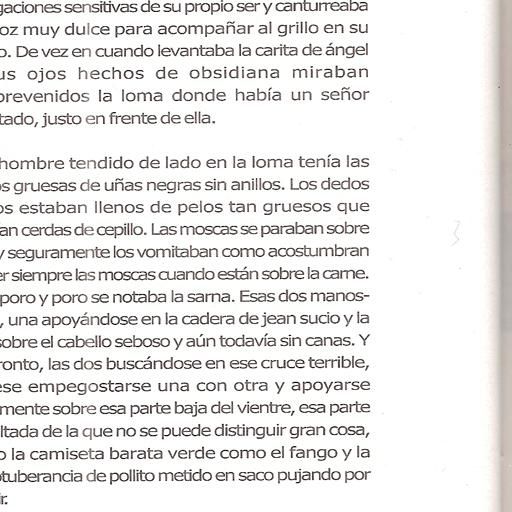 gaciones sensitivas de su propio ser y canturreaba
oz muy dulce para acompañar al grillo en su
o. De vez en cuando levantaba la carita de ángel
us ojos hechos de obsidiana miraban
prevenidos la loma donde había un señor
tado, justo en frente de ella.
hombre tendido de lado en la loma tenía las
os gruesas de uñas negras sin anillos. Los dedos
os estaban llenos de pelos tan gruesos que
an cerdas de cepillo. Las moscas se paraban sobre
y seguramente los vomitaban como acostumbran
er siempre las moscas cuando están sobre la carne.
poro y poro se notaba la sarna. Esas dos manos-
, una apoyándose en la cadera de jean sucio y la
sobre el cabello seboso y aún todavía sin canas. Y
ronto, las dos buscándose en ese cruce terrible,
ese empegostarse una con otra y apoyarse
mente sobre esa parte baja del vientre, esa parte
ltada de la que no se puede distinguir gran cosa,
o la camiseta barata verde como el fango y la
otuberancia de pollito metido en saco pujando por
ir.